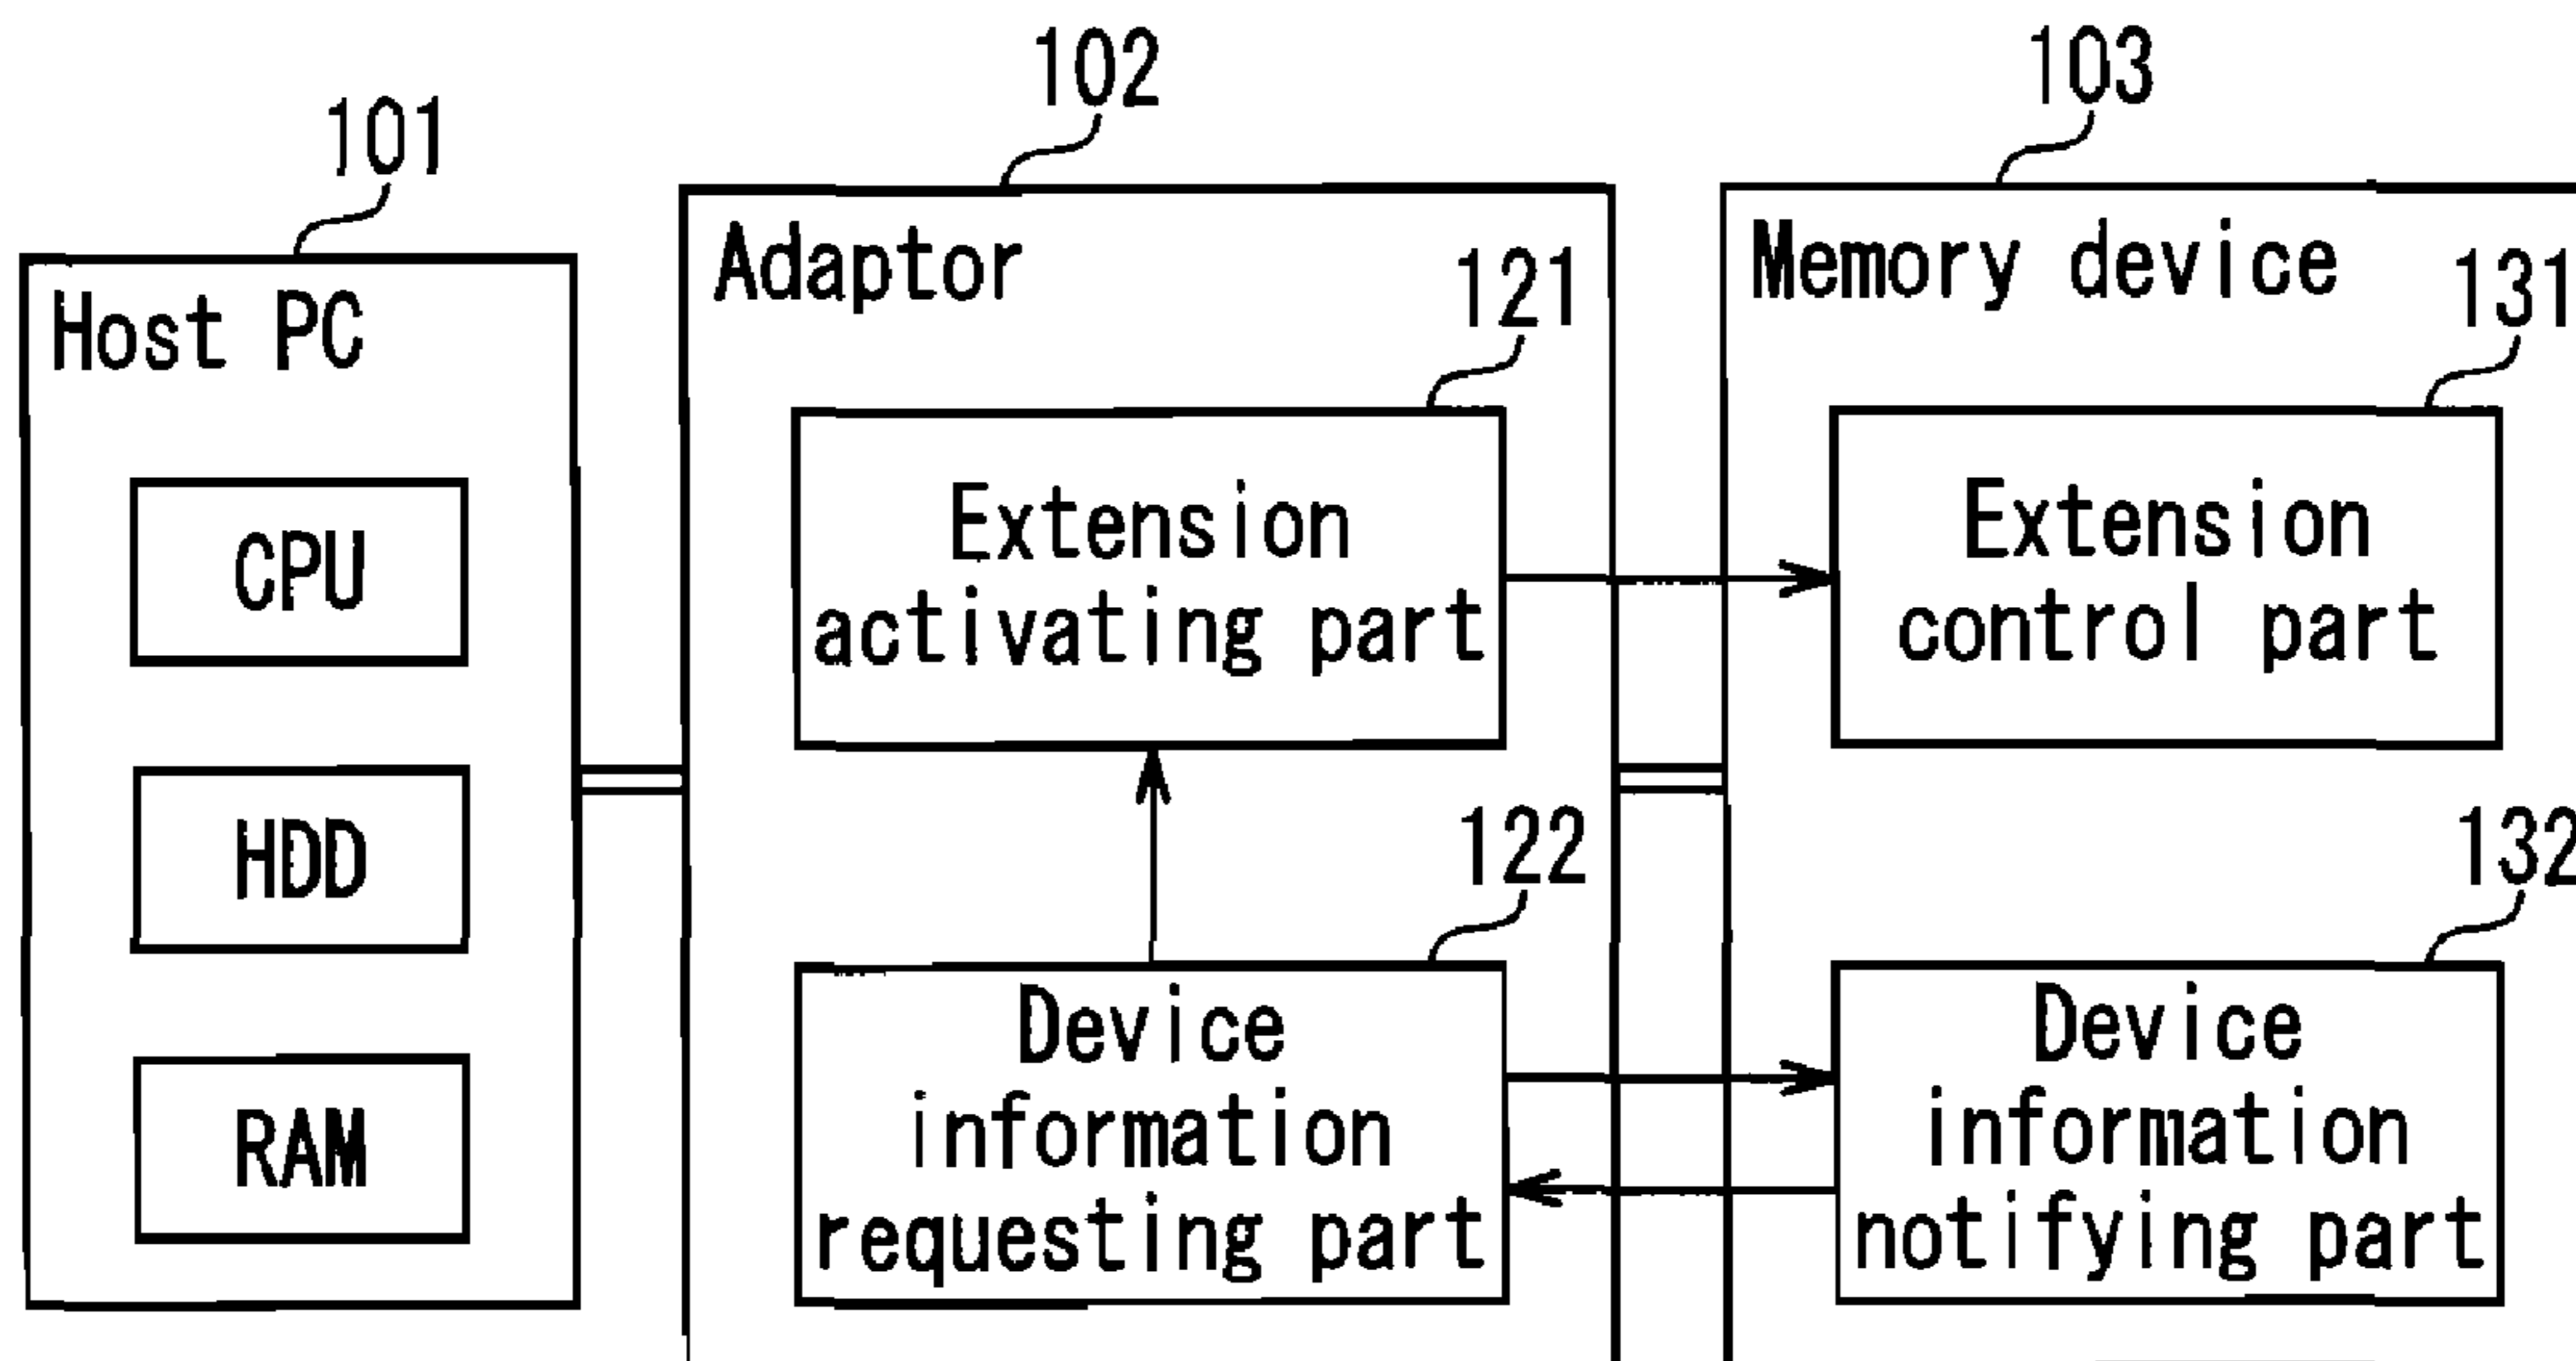 102
103
101
Adaptor
Memory device
121
131
Host PC
Extension
activating part
Extension
control part
CPU
HDD
122
132
Device
information
requesting part
Device
information
notifying part
RAM